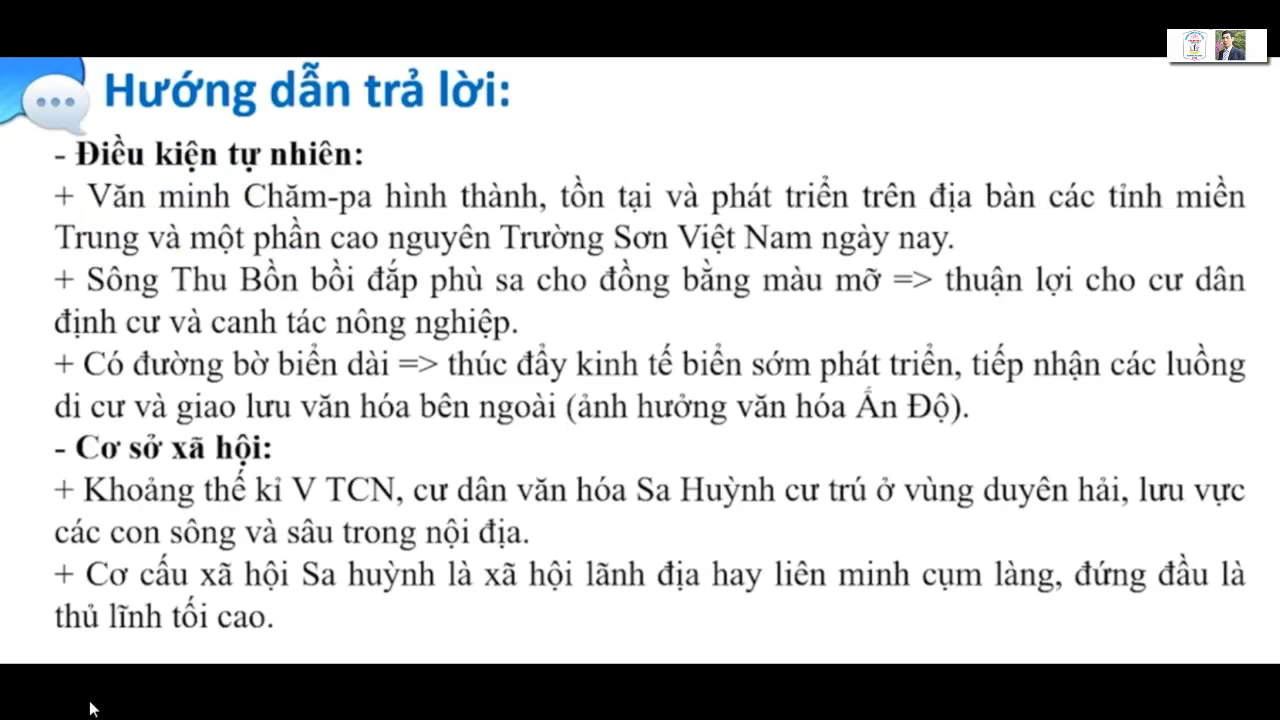 Hướng dẫn trả lời:
- Điều kiện tự nhiên:
+ Văn minh Chăm-pa hình thành, tồn tại và phát triển trên địa bàn các tỉnh miền
Trung và một phần cao nguyên Trường Sơn Việt Nam ngày nay.
+ Sông Thu Bồn bồi đắp phù sa cho đồng bằng màu mỡ => thuận lợi cho cư dân
định cư và canh tác nông nghiệp.
+ Có đường bờ biển dài => thúc đẩy kinh tế biển sớm phát triển, tiếp nhận các luồng
di cư và giao lưu văn hóa bên ngoài (ảnh hưởng văn hóa Ấn Độ).
- Cơ sở xã hội:
+ Khoảng thế kỉ V TCN, cư dân văn hóa Sa Huỳnh cư trú ở vùng duyên hải, lưu vực
các con sông và sâu trong nội địa.
+ Cơ cấu xã hội Sa huỳnh là xã hội lãnh địa hay liên minh cụm làng, đứng đầu là
thủ lĩnh tối cao.